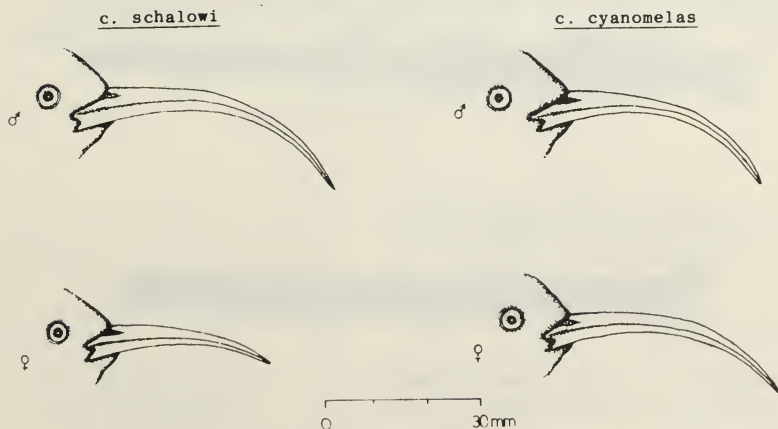 c. schalowi
c. cyanomelas
♂
♂
♀
♀
0 30mm